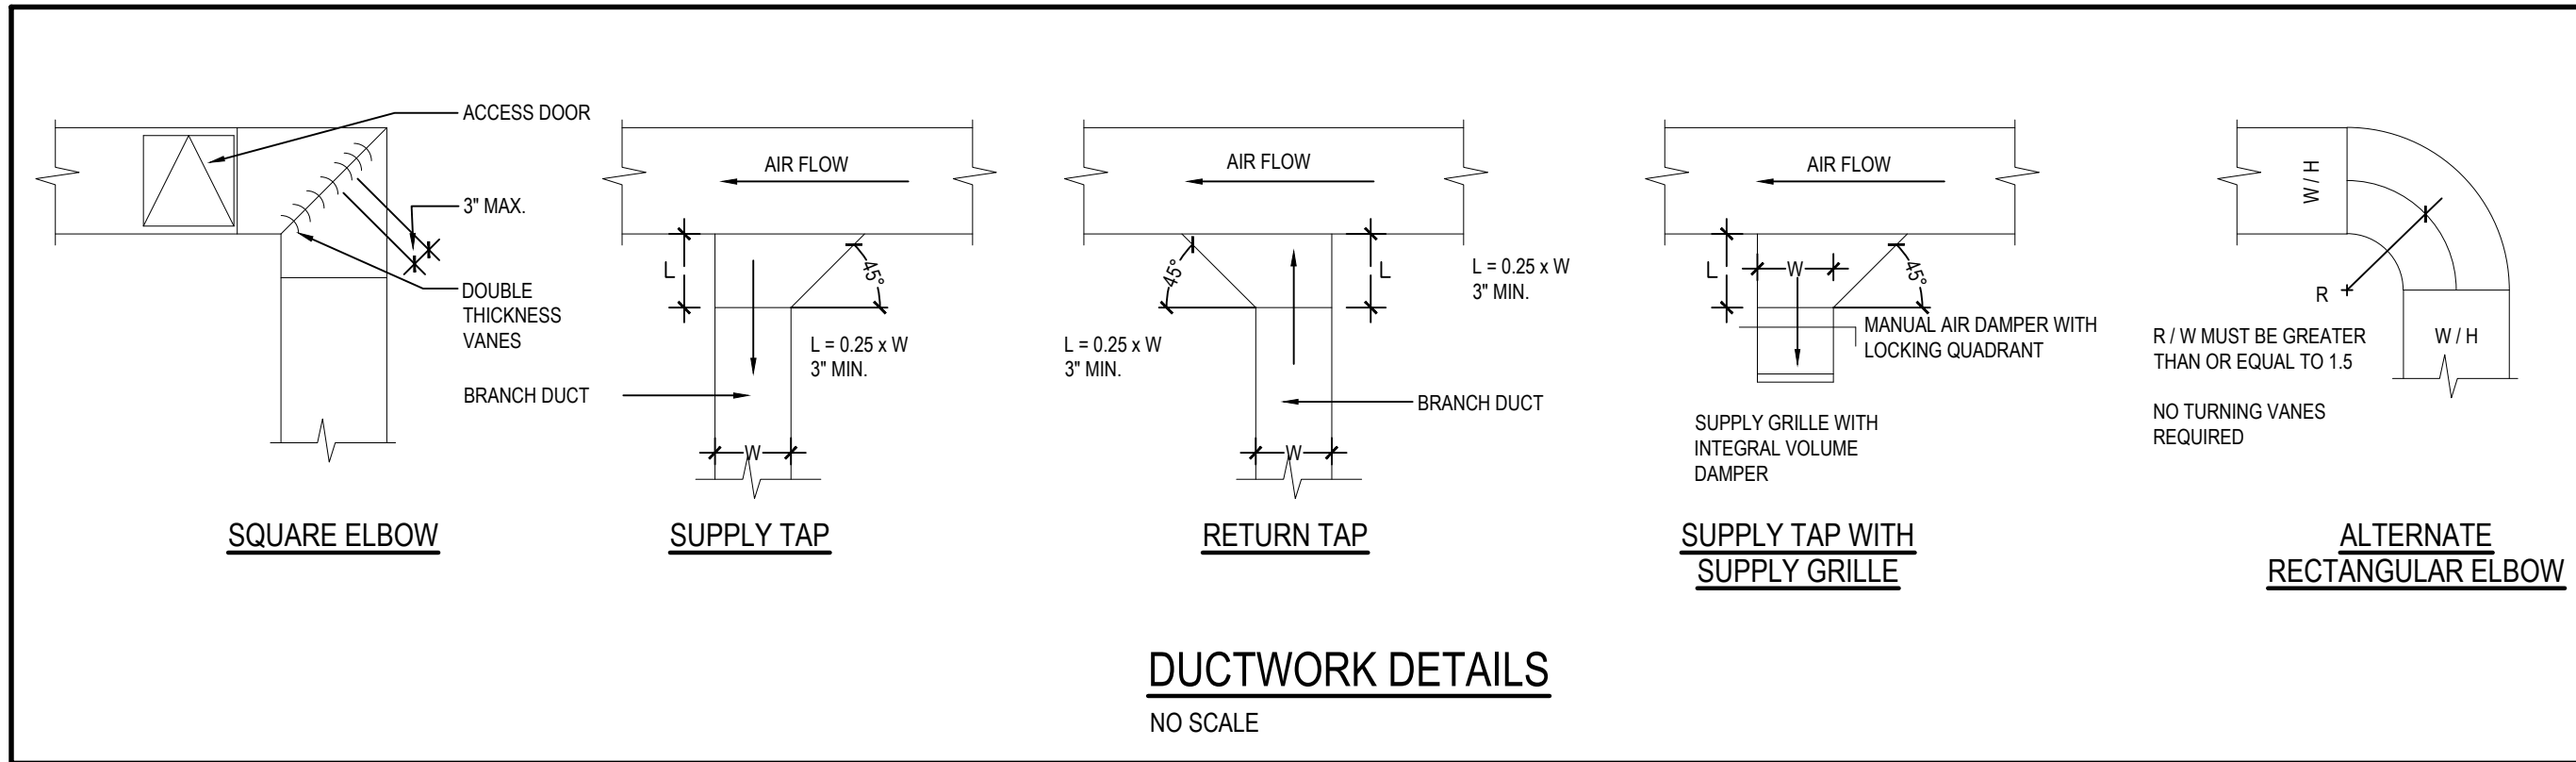 ACCESS DOOR
3" MAX.
DOUBLE
THICKNESS
VANES
SQUARE ELBOW
AIR FLOW
L
45°
L = 0.25 x W
3" MIN.
BRANCH DUCT
W
SUPPLY TAP
AIR FLOW
45°
L
L = 0.25 x W
3" MIN.
L = 0.25 x W
3" MIN.
BRANCH DUCT
W
RETURN TAP
AIR FLOW
L
W
45°
MANUAL AIR DAMPER WITH
LOCKING QUADRANT
SUPPLY GRILLE WITH
INTEGRAL VOLUME
DAMPER
SUPPLY TAP WITH
SUPPLY GRILLE
W / H
R
W / H
R / W MUST BE GREATER
THAN OR EQUAL TO 1.5
NO TURNING VANES
REQUIRED
ALTERNATE
RECTANGULAR ELBOW
DUCTWORK DETAILS
NO SCALE